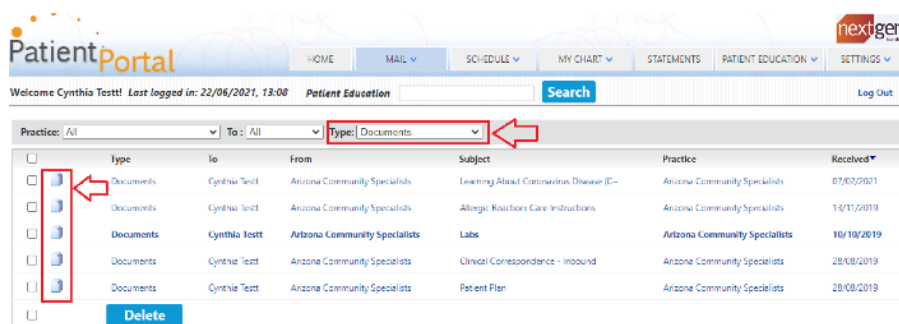 nextgen
PatientPortal
HOME MAIL SCHEDULE MY CHART STATEMENTS PATIENT EDUCATION SETTINGS
Welcome Cynthia Testt! Last logged in: 22/06/2021, 13:08 Patient Education Search Log Out
Practice: All To : All Type: Documents
Type To From Subject Practice Received
Documents Cynthia Testt Arizona Community Specialists Learning About Coronavirus Disease (C- Arizona Community Specialists 07/02/2021
Documents Cynthia Testt Arizona Community Specialists Allergic Reaction: Care Instructions Arizona Community Specialists 13/11/2019
Documents Cynthia Testt Arizona Community Specialists Labs Arizona Community Specialists 10/10/2019
Documents Cynthia Testt Arizona Community Specialists Clinical Correspondence - Inbound Arizona Community Specialists 28/08/2019
Documents Cynthia Testt Arizona Community Specialists Patient Plan Arizona Community Specialists 28/08/2019
Delete